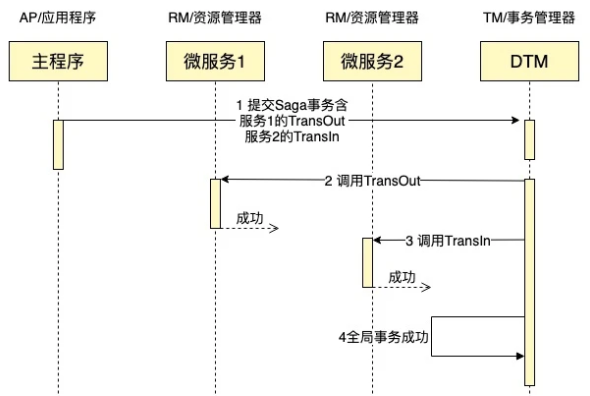 AP/应用程序
RM/资源管理器
RM/资源管理器
TM/事务管理器
主程序
微服务1
微服务2
DTM
1 提交Saga事务含
服务1的TransOut
服务2的TransIn
2 调用TransOut
成功
3 调用TransIn
成功
4全局事务成功